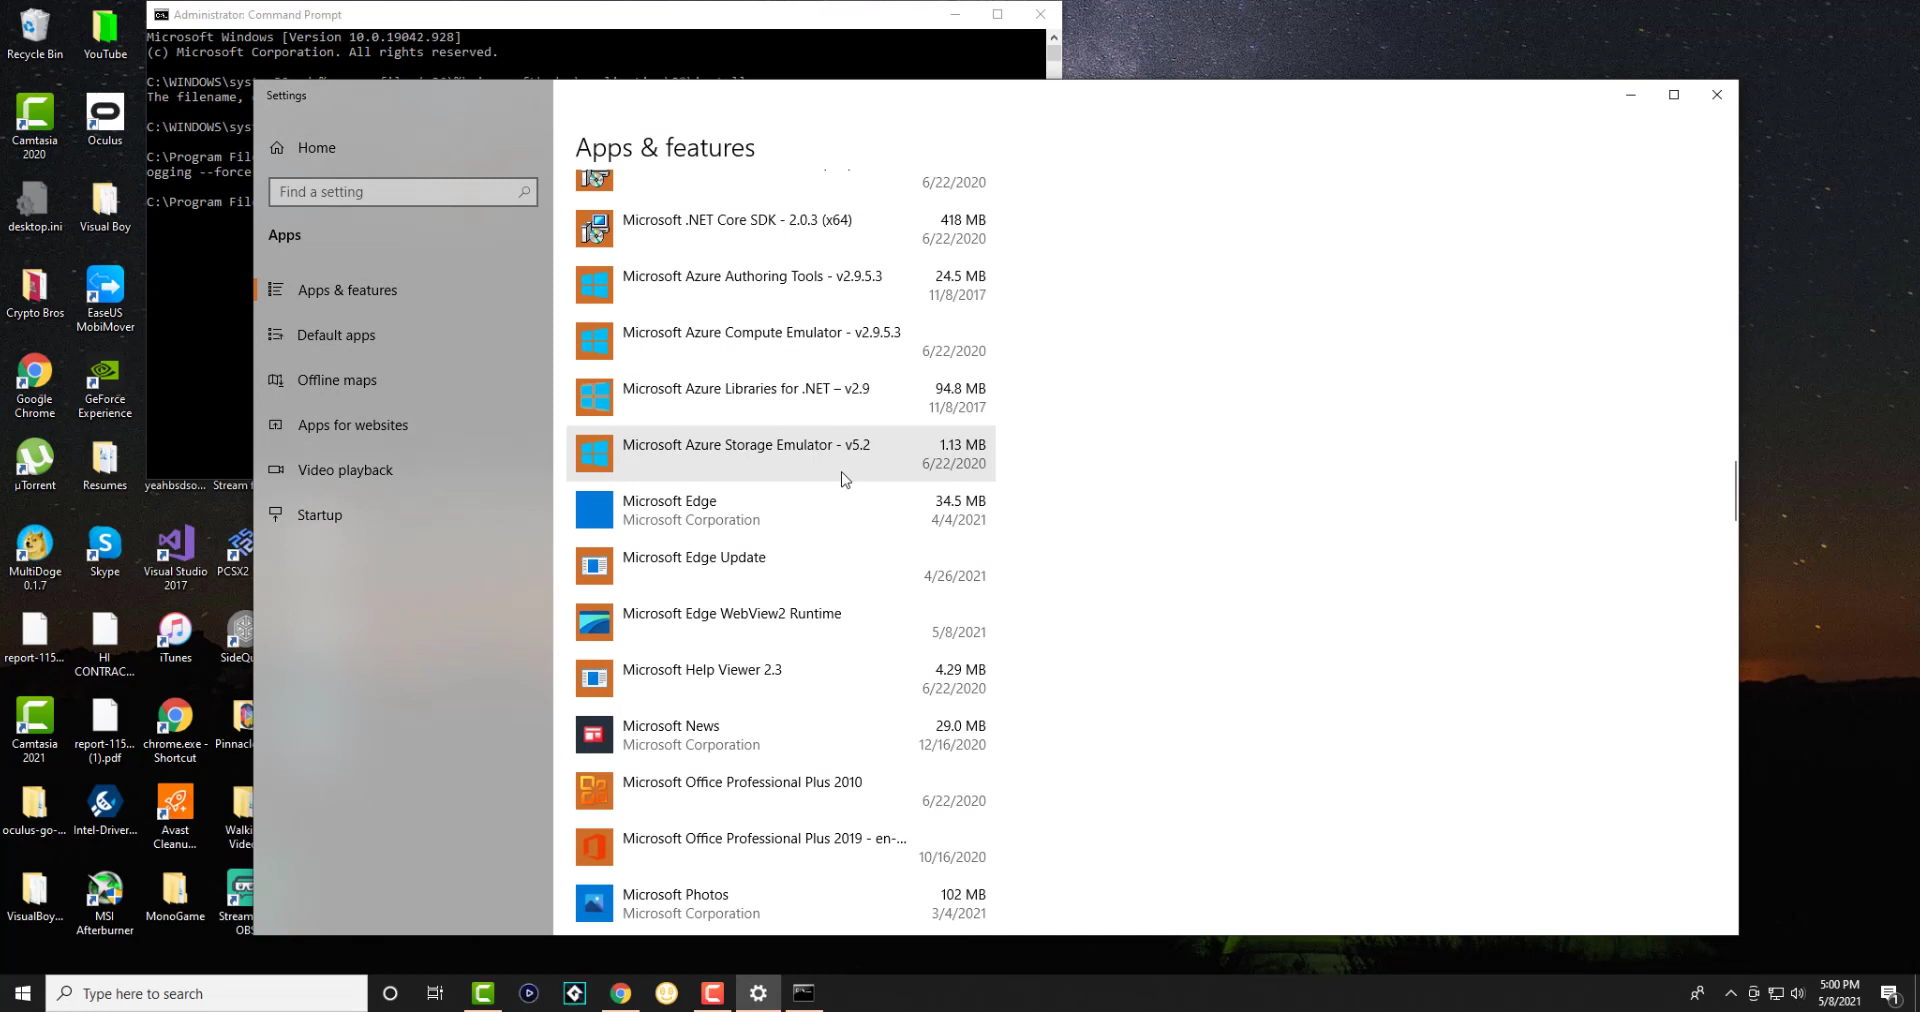 Recycle Bin
YouTube
Camtasia
2020
Oculus
desktop.ini
Visual Boy
Crypto Bros
EaseUS
MobiMover
Google
Chrome
GeForce
Experience
µTorrent
Resumes
yeahbsdso...
Stream
MultiDoge
0.1.7
Skype
Visual Studio
2017
PCSX2
report-115...
HI
CONTRAC...
iTunes
SideQu
Camtasia
2021
report-115...
(1).pdf
chrome.exe -
Shortcut
Pinnacl
oculus-go-...
Intel-Driver...
Avast
Cleanu...
Walki
Video
VisualBoy...
MSI
Afterburner
MonoGame
Stream
OBS
Administrator: Command Prompt
Microsoft Windows [Version 10.0.19042.928]
(c) Microsoft Corporation. All rights reserved.
C:\WINDOWS\syst
The filename,
C:\WINDOWS\syst
C:\Program Fil
ogging --force
C:\Program Fil
Settings
Home
Find a setting
Apps
Apps & features
Default apps
Offline maps
Apps for websites
Video playback
Startup
Apps & features
6/22/2020
Microsoft .NET Core SDK - 2.0.3 (x64) 418 MB
6/22/2020
Microsoft Azure Authoring Tools - v2.9.5.3 24.5 MB
11/8/2017
Microsoft Azure Compute Emulator - v2.9.5.3
6/22/2020
Microsoft Azure Libraries for .NET – v2.9 94.8 MB
11/8/2017
Microsoft Azure Storage Emulator - v5.2 1.13 MB
6/22/2020
Microsoft Edge 34.5 MB
Microsoft Corporation 4/4/2021
Microsoft Edge Update
4/26/2021
Microsoft Edge WebView2 Runtime
5/8/2021
Microsoft Help Viewer 2.3 4.29 MB
6/22/2020
Microsoft News 29.0 MB
Microsoft Corporation 12/16/2020
Microsoft Office Professional Plus 2010
6/22/2020
Microsoft Office Professional Plus 2019 - en-...
10/16/2020
Microsoft Photos 102 MB
Microsoft Corporation 3/4/2021
Type here to search
5:00 PM
5/8/2021
1